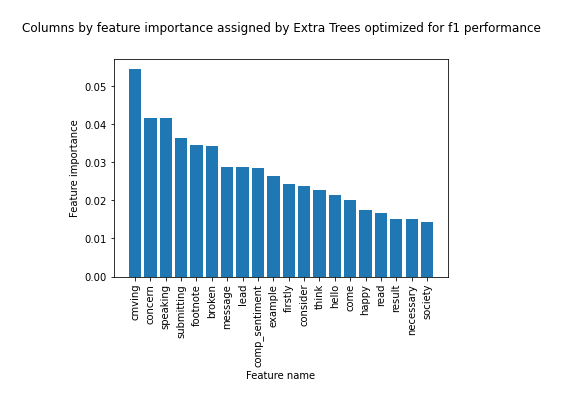 Columns by feature importance assigned by Extra Trees optimized for f1 performance
Feature importance
0.05
0.04
0.03
0.02
0.01
0.00
cmving
concern
speaking
submitting
footnote
broken
message
lead
comp_sentiment
example
firstly
consider
think
hello
come
happy
read
result
necessary
society
Feature name